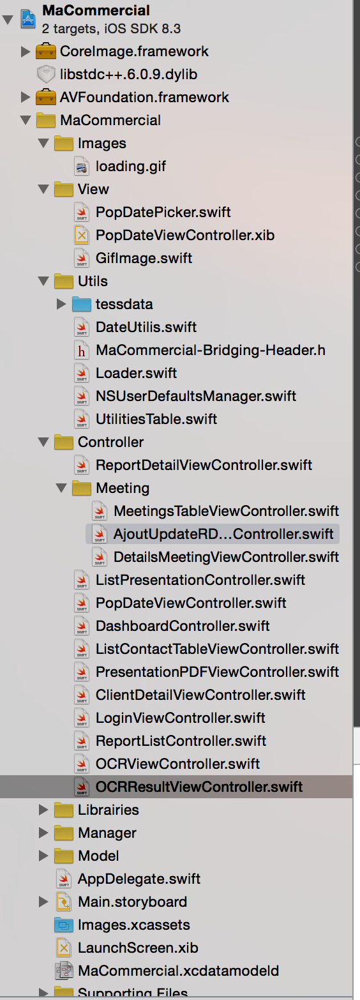 MaCommercial
2 targets, iOS SDK 8.3
CoreImage.framework
libstdc++.6.0.9.dylib
AVFoundation.framework
MaCommercial
Images
loading.gif
View
PopDatePicker.swift
PopDateViewController.xib
GifImage.swift
Utils
tessdata
DateUtilis.swift
MaCommercial-Bridging-Header.h
Loader.swift
NSUserDefaultsManager.swift
UtilitiesTable.swift
Controller
ReportDetailViewController.swift
Meeting
MeetingsTableViewController.swift
AjoutUpdateRD...Controller.swift
DetailsMeetingViewController.swift
ListPresentationController.swift
PopDateViewController.swift
DashboardController.swift
ListContactTableViewController.swift
PresentationPDFViewController.swift
ClientDetailViewController.swift
LoginViewController.swift
ReportListController.swift
OCRViewController.swift
OCRResultViewController.swift
Librairies
Manager
Model
AppDelegate.swift
Main.storyboard
Images.xcassets
LaunchScreen.xib
MaCommercial.xcdatamodeld
Supporting Files